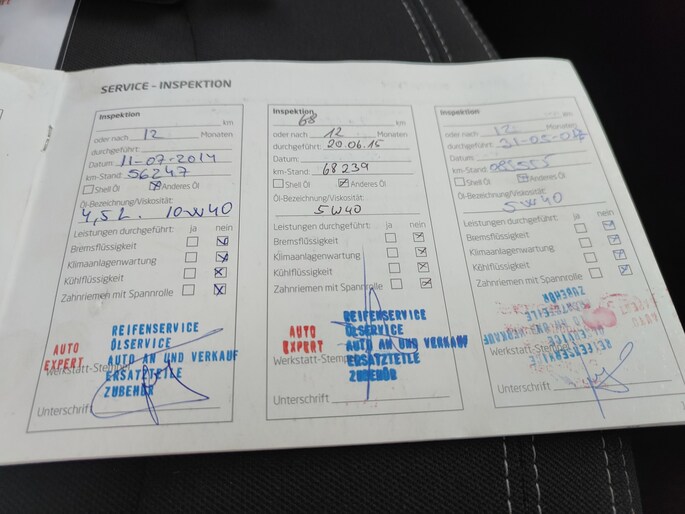 SERVICE – INSPEKTION
Inspektion
km
oder nach 12 Monaten
durchgeführt:
Datum: 11-07-2014
km-Stand: 56247
Shell Öl Anderes Öl
Öl-Bezeichnung/Viskosität:
4,5L. 10W40
Leistungen durchgeführt: ja nein
Bremsflüssigkeit
Klimaanlagenwartung
Kühlflüssigkeit
Zahnriemen mit Spannrolle
AUTO
EXPERT
REIFENSERVICE
ÖLSERVICE
AUTO AN UND VERKAUF
ERSATZTEILE
ZUBEHÖR
Werkstatt-Stempel
Unterschrift
Inspektion
68 km
oder nach 12 Monaten
durchgeführt: 20.06.15
Datum:
km-Stand: 68239
Shell Öl Anderes Öl
Öl-Bezeichnung/Viskosität:
5W40
Leistungen durchgeführt: ja nein
Bremsflüssigkeit
Klimaanlagenwartung
Kühlflüssigkeit
Zahnriemen mit Spannrolle
AUTO
EXPERT
REIFENSERVICE
ÖLSERVICE
AUTO AN UND VERKAUF
ERSATZTEILE
ZUBEHÖR
Werkstatt-Stempel
Unterschrift
Inspektion
km
oder nach 12 Monaten
durchgeführt:
Datum:
km-Stand:
Shell Öl Anderes Öl
Öl-Bezeichnung/Viskosität:
5W40
Leistungen durchgeführt: ja nein
Bremsflüssigkeit
Klimaanlagenwartung
Kühlflüssigkeit
Zahnriemen mit Spannrolle
ZUBEHÖR
Werkstatt-Stempel
Unterschrift